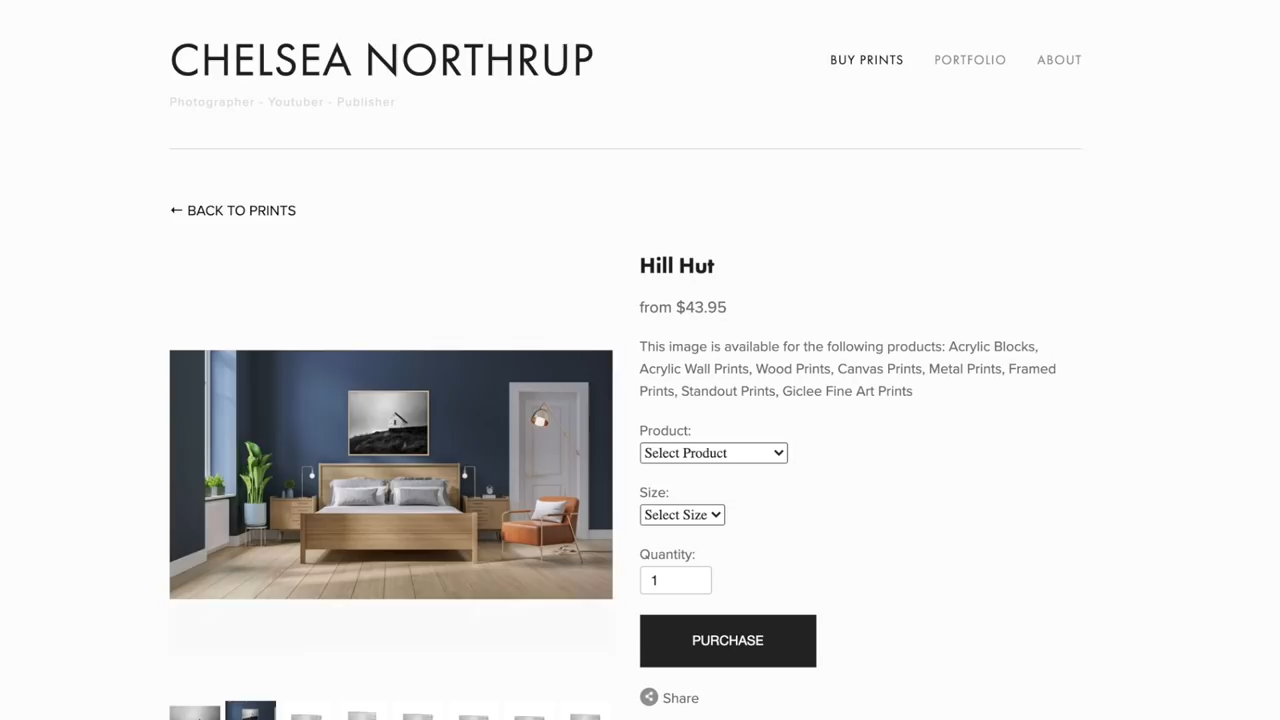 CHELSEA NORTHRUP
BUY PRINTS
PORTFOLIO
ABOUT
Photographer - Youtuber - Publisher
← BACK TO PRINTS
Hill Hut
from $43.95
This image is available for the following products: Acrylic Blocks,
Acrylic Wall Prints, Wood Prints, Canvas Prints, Metal Prints, Framed
Prints, Standout Prints, Giclee Fine Art Prints
Product:
Select Product
Size:
Select Size
Quantity:
1
PURCHASE
Share